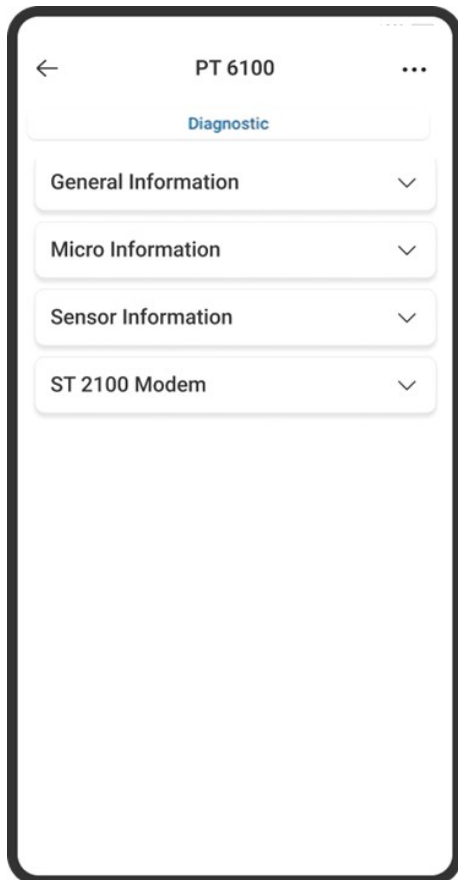 PT 6100
Diagnostic
General Information
Micro Information
Sensor Information
ST 2100 Modem